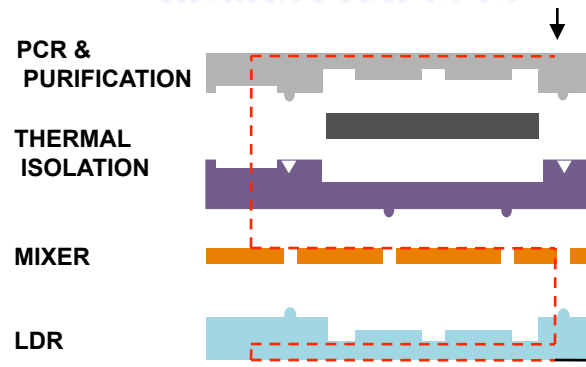 PCR &
PURIFICATION
THERMAL
ISOLATION
MIXER
LDR